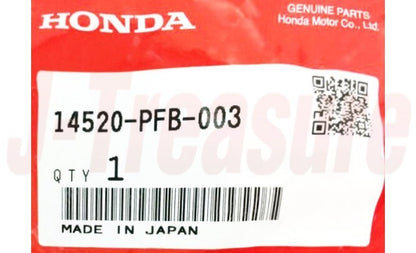 HONDA
GENUINE PARTS
Honda Motor Co., Ltd.
14520-PFB-003
QTY 1
MADE IN JAPAN
J-Treasure